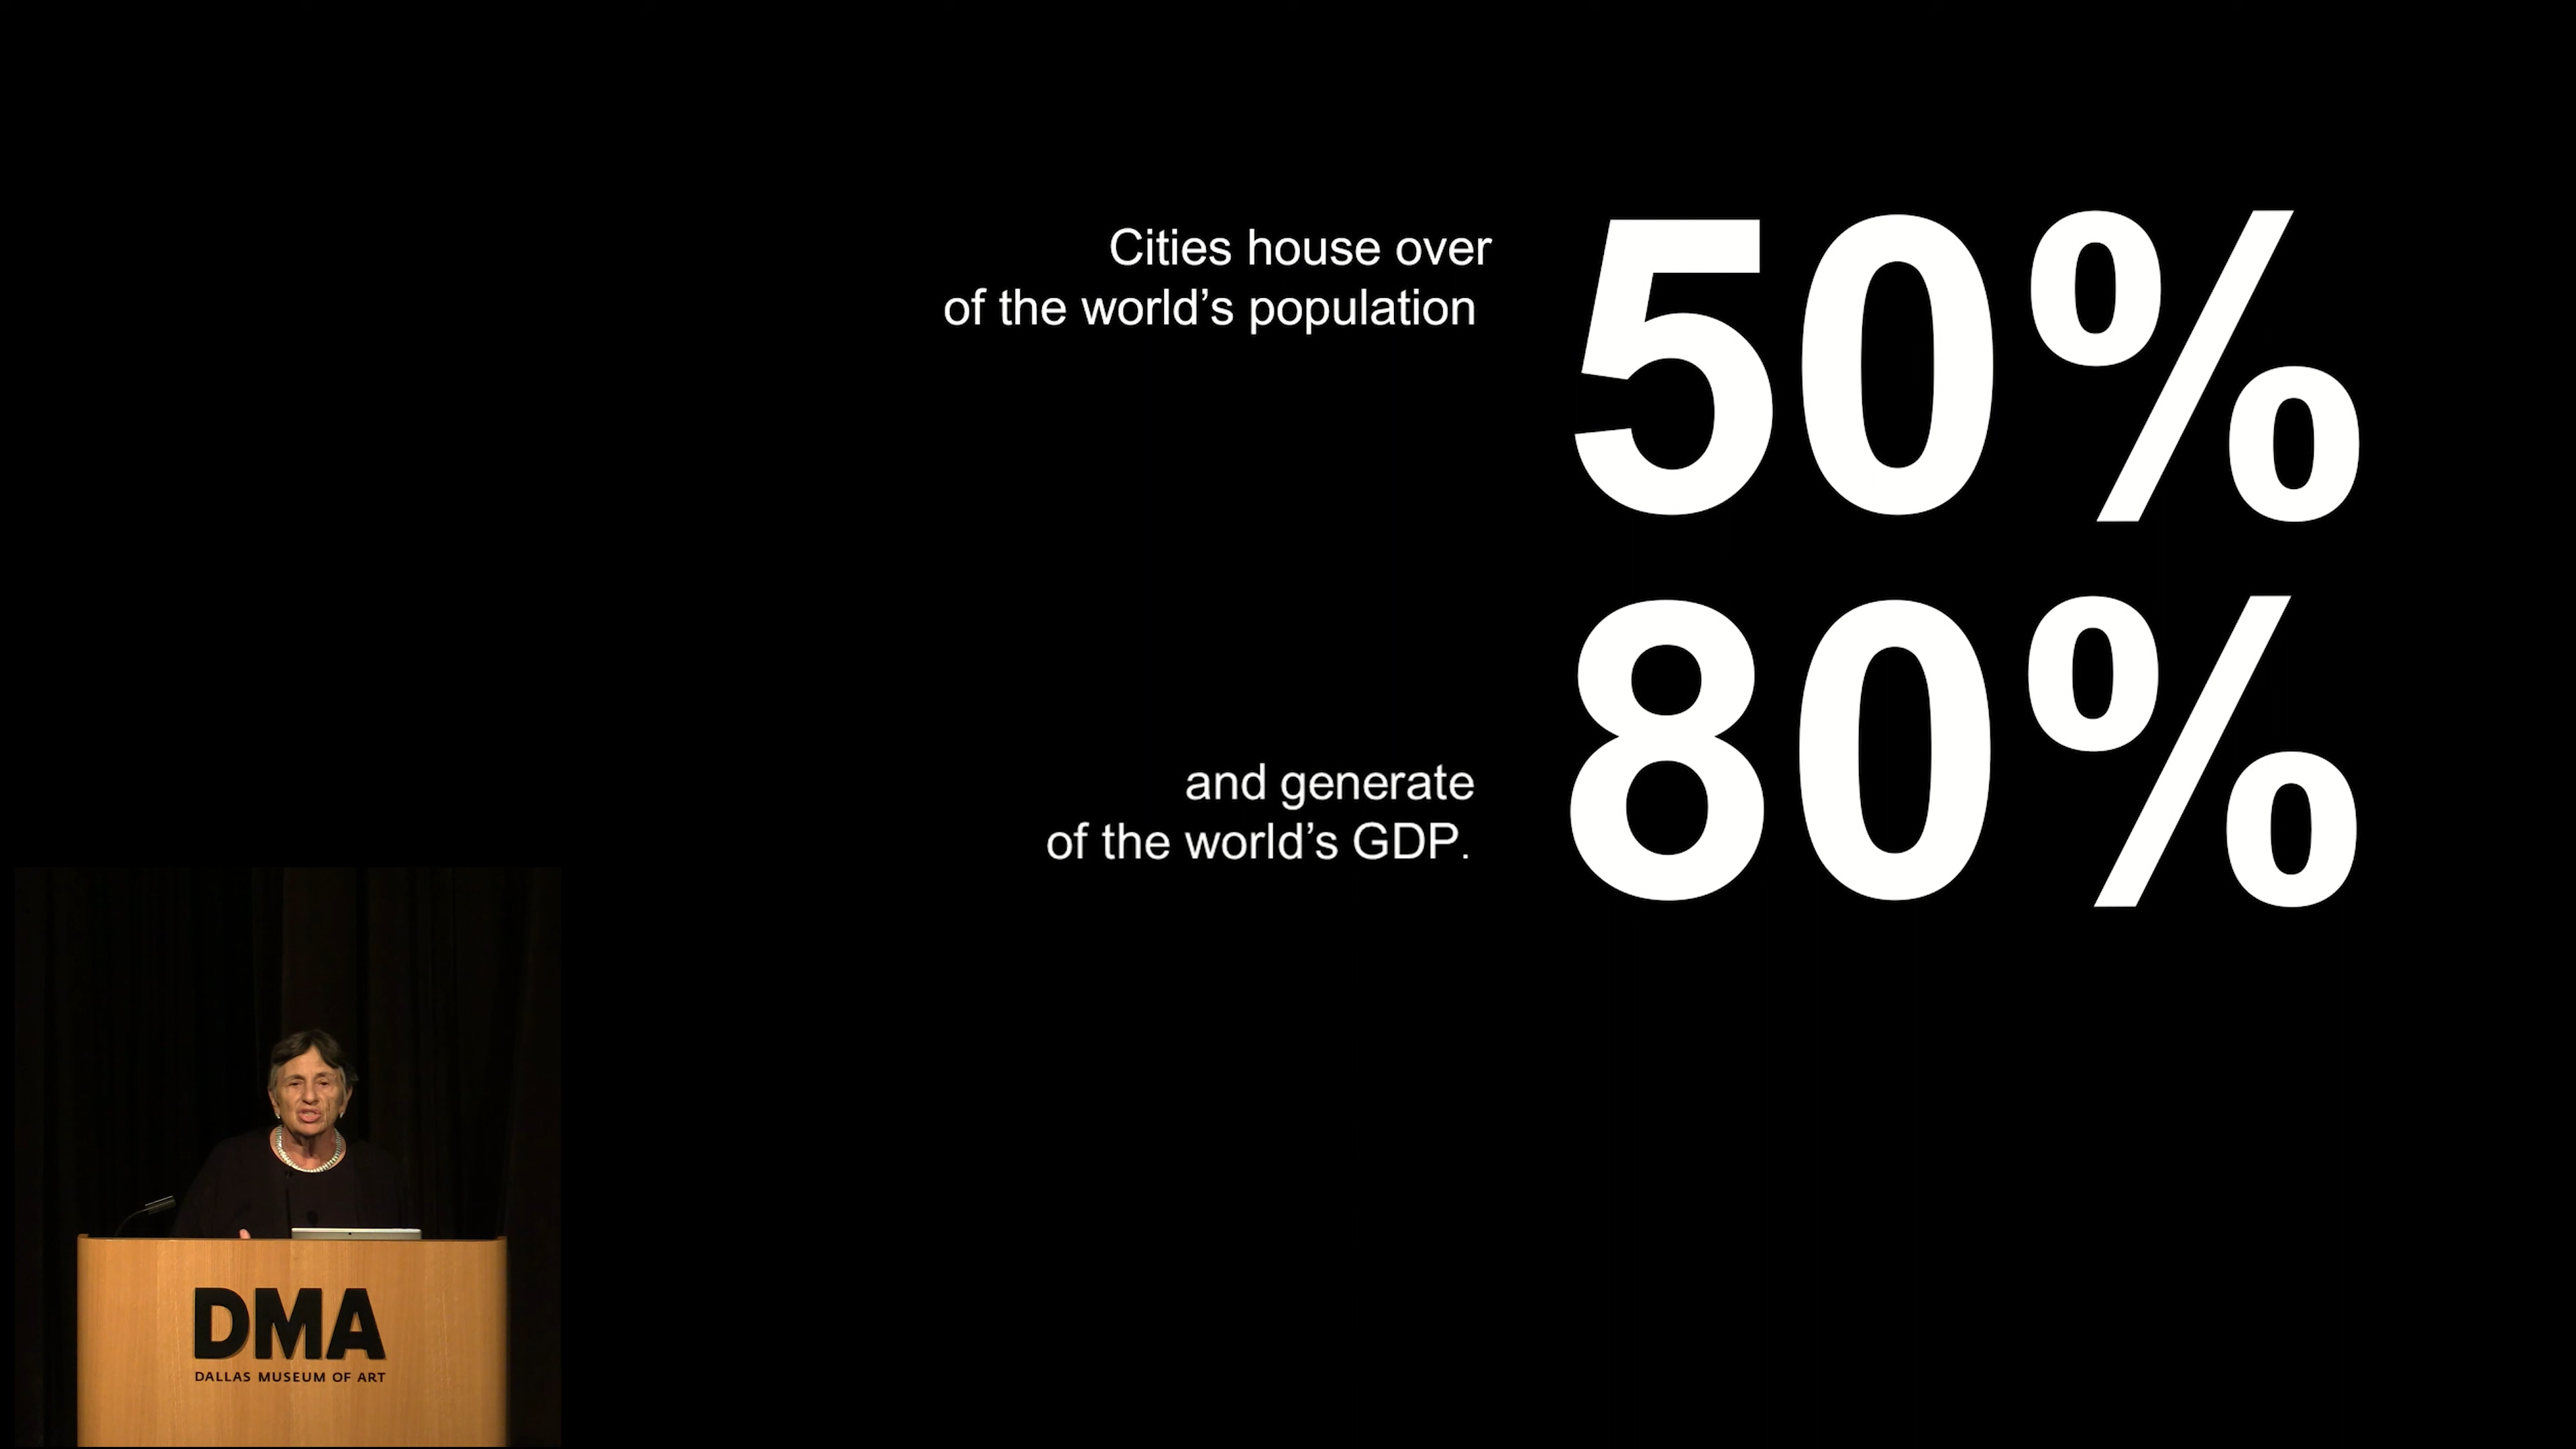 Cities house over
of the world's population
50%
and generate
of the world's GDP.
80%
DMA
DALLAS MUSEUM OF ART